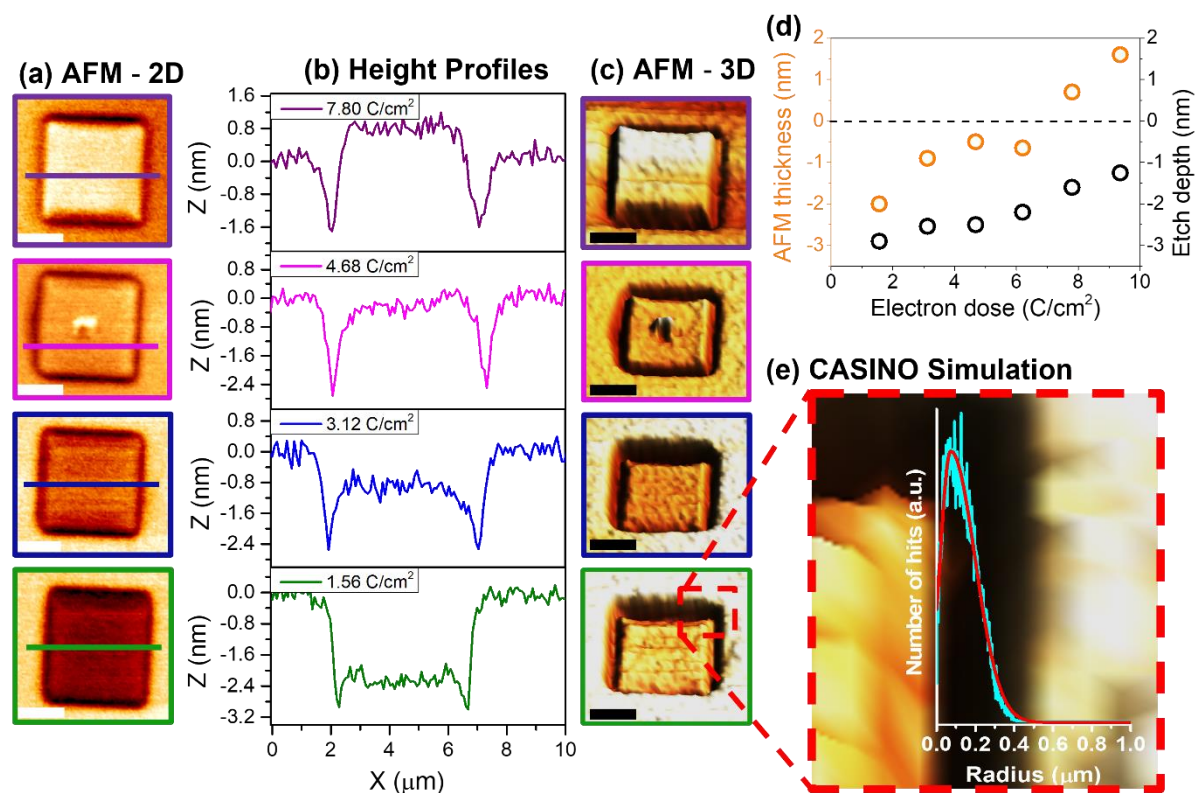 (a) AFM - 2D
(b) Height Profiles
(c) AFM - 3D
(d)
1.6
0.8
0.0
-0.8
-1.6
Z (nm)
7.80 C/cm²
0.8
0.0
-0.8
-1.6
-2.4
Z (nm)
4.68 C/cm²
0.8
0.0
-0.8
-1.6
-2.4
Z (nm)
3.12 C/cm²
0.0
-0.8
-1.6
-2.4
-3.2
Z (nm)
1.56 C/cm²
0 2 4 6 8 10
X (μm)
AFM thickness (nm)
2
1
0
-1
-2
-3
2
1
0
-1
-2
-3
Etch depth (nm)
0 2 4 6 8 10
Electron dose (C/cm²)
(e) CASINO Simulation
Number of hits (a.u.)
0.0 0.2 0.4 0.6 0.8 1.0
Radius (μm)